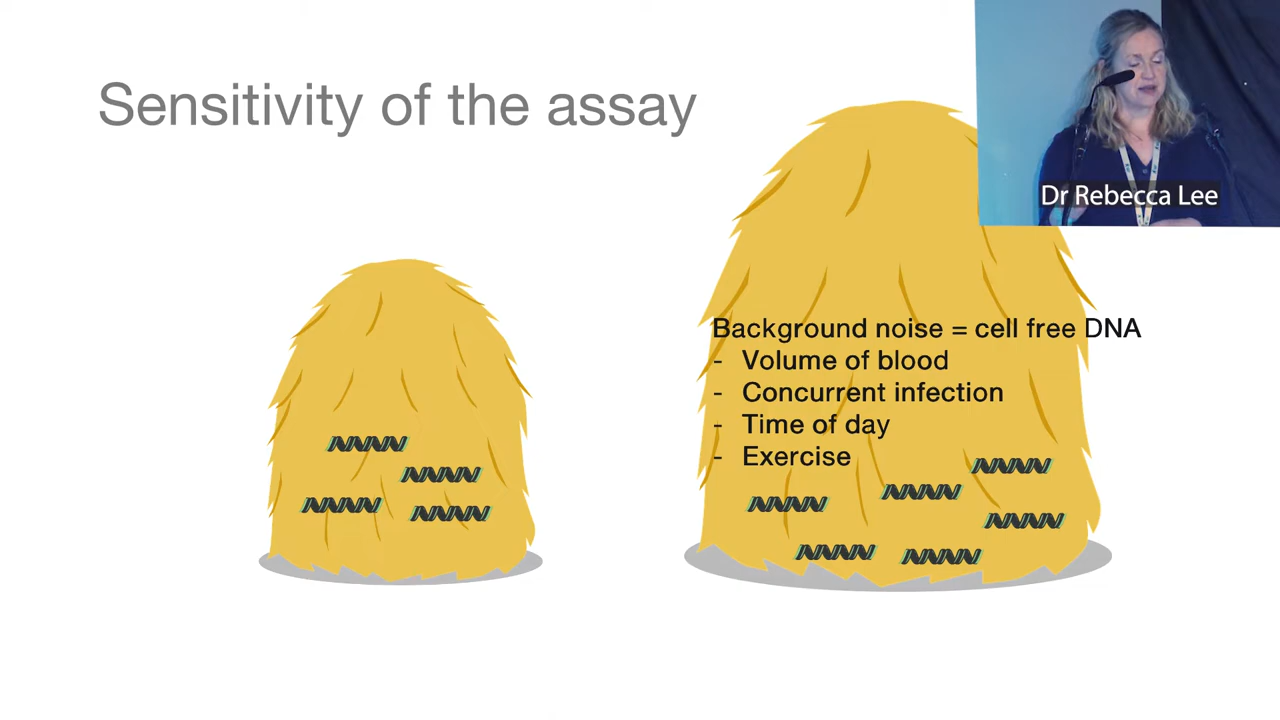 Sensitivity of the assay
Dr Rebecca Lee
Background noise = cell free DNA
- Volume of blood
- Concurrent infection
- Time of day
- Exercise